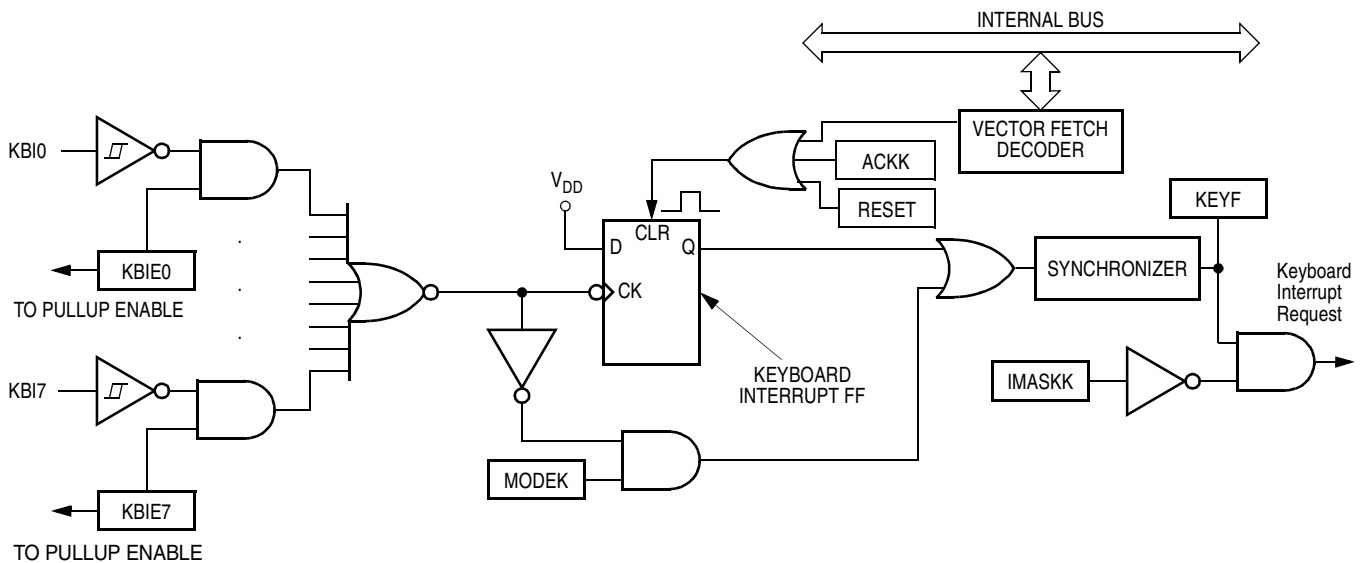 INTERNAL BUS
VECTOR FETCH
DECODER
KBI0
ACKK
V_DD
RESET
KEYF
CLR
D
Q
KBIE0
SYNCHRONIZER
Keyboard
Interrupt
Request
CK
TO PULLUP ENABLE
KBI7
KEYBOARD
INTERRUPT FF
IMASKK
MODEK
KBIE7
TO PULLUP ENABLE